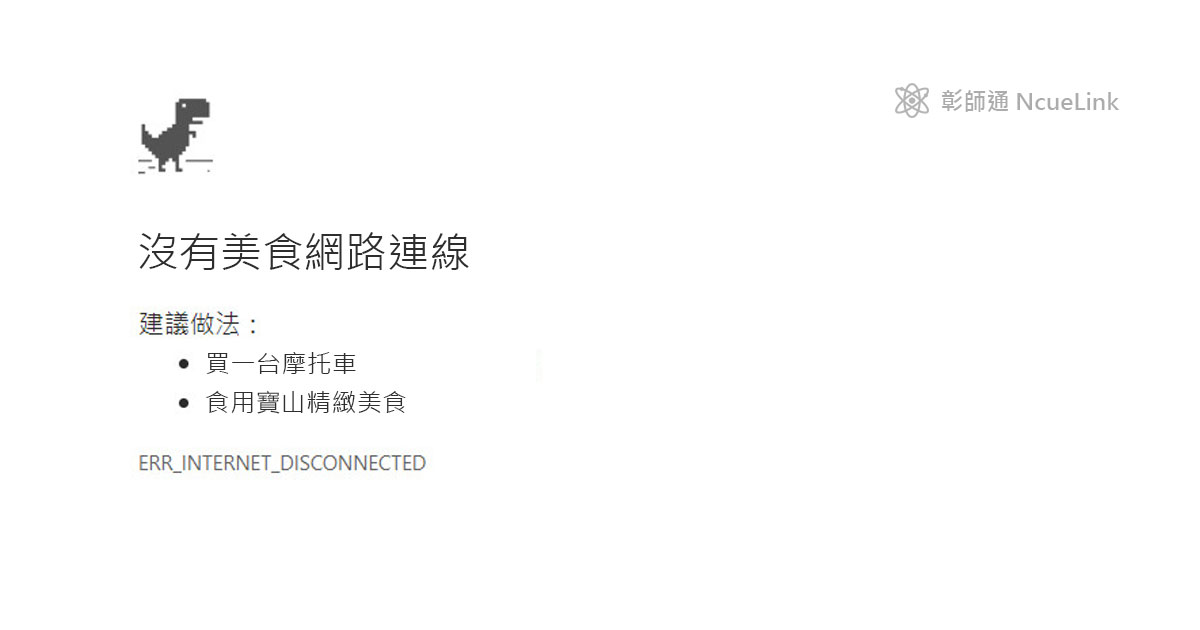 彰師通 NcueLink
沒有美食網路連線
建議做法：
買一台摩托車
食用寶山精緻美食
ERR_INTERNET_DISCONNECTED